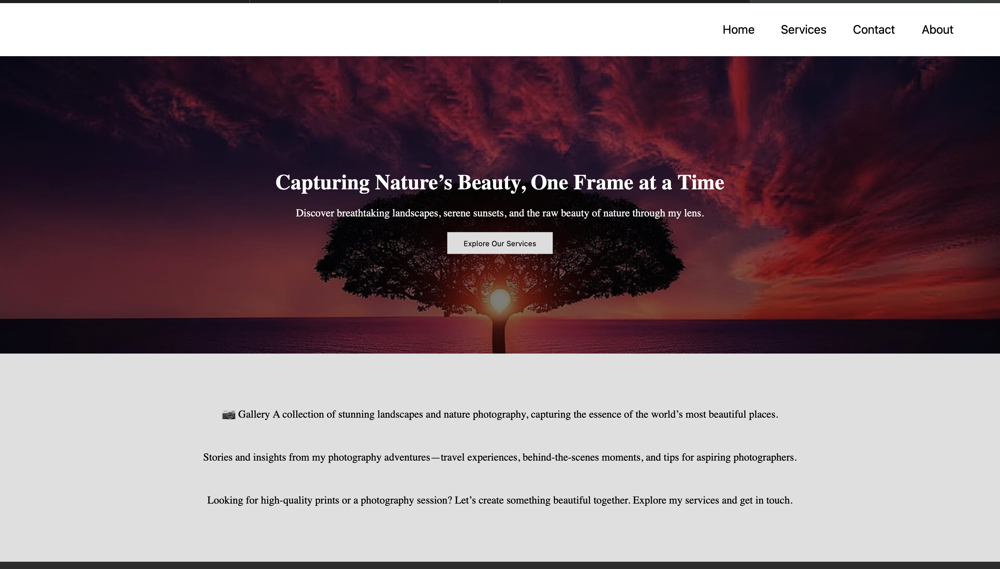 Home Services Contact About
Capturing Nature’s Beauty, One Frame at a Time
Discover breathtaking landscapes, serene sunsets, and the raw beauty of nature through my lens.
Explore Our Services
📷 Gallery A collection of stunning landscapes and nature photography, capturing the essence of the world’s most beautiful places.
Stories and insights from my photography adventures—travel experiences, behind-the-scenes moments, and tips for aspiring photographers.
Looking for high-quality prints or a photography session? Let’s create something beautiful together. Explore my services and get in touch.